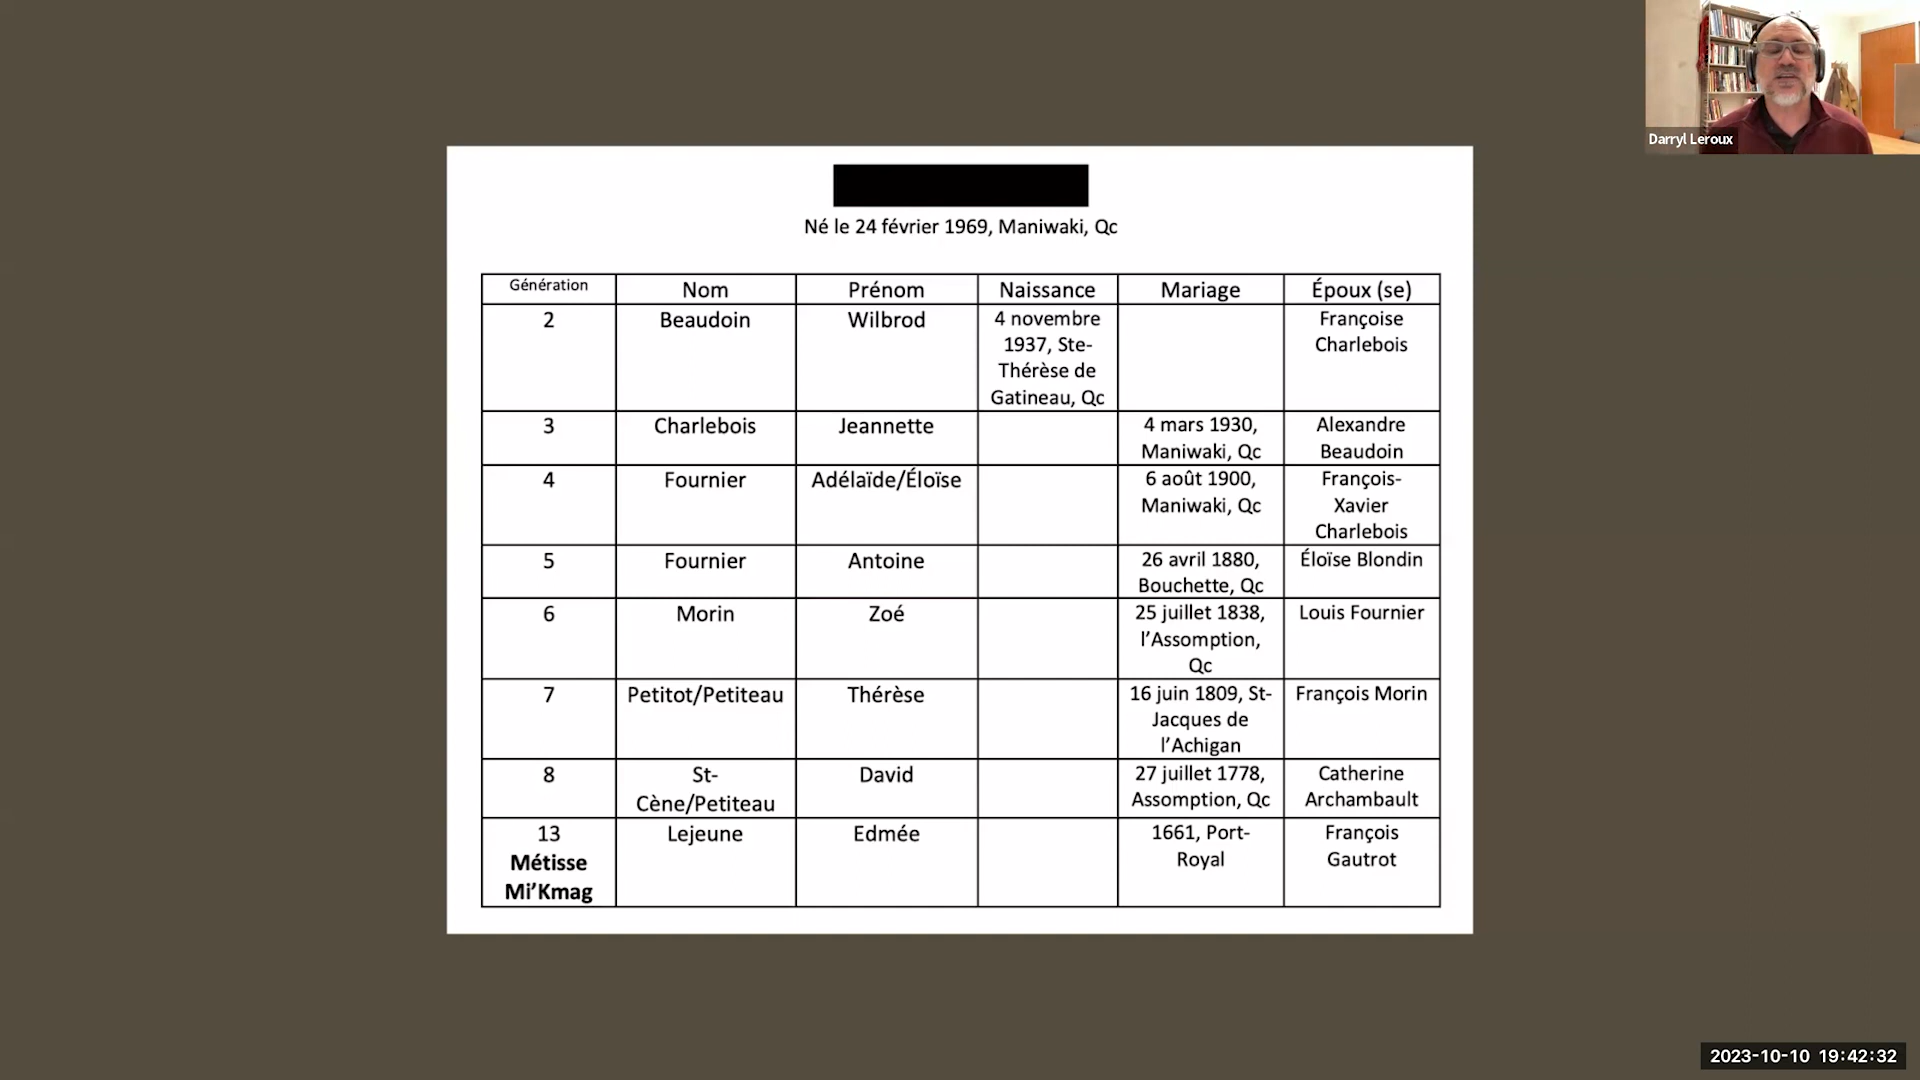 Darryl Leroux
Né le 24 février 1969, Maniwaki, Qc
Génération Nom Prénom Naissance Mariage Époux (se)
2 Beaudoin Wilbrod 4 novembre 1937, Ste-Thérèse de Gatineau, Qc Françoise Charlebois
3 Charlebois Jeannette 4 mars 1930, Maniwaki, Qc Alexandre Beaudoin
4 Fournier Adélaïde/Éloïse 6 août 1900, Maniwaki, Qc François-Xavier Charlebois
5 Fournier Antoine 26 avril 1880, Bouchette, Qc Éloïse Blondin
6 Morin Zoé 25 juillet 1838, l’Assomption, Qc Louis Fournier
7 Petitot/Petiteau Thérèse 16 juin 1809, St-Jacques de l’Achigan François Morin
8 St-Cène/Petiteau David 27 juillet 1778, Assomption, Qc Catherine Archambault
13 Métisse Mi’Kmag Lejeune Edmée 1661, Port-Royal François Gautrot
2023-10-10 19:42:32